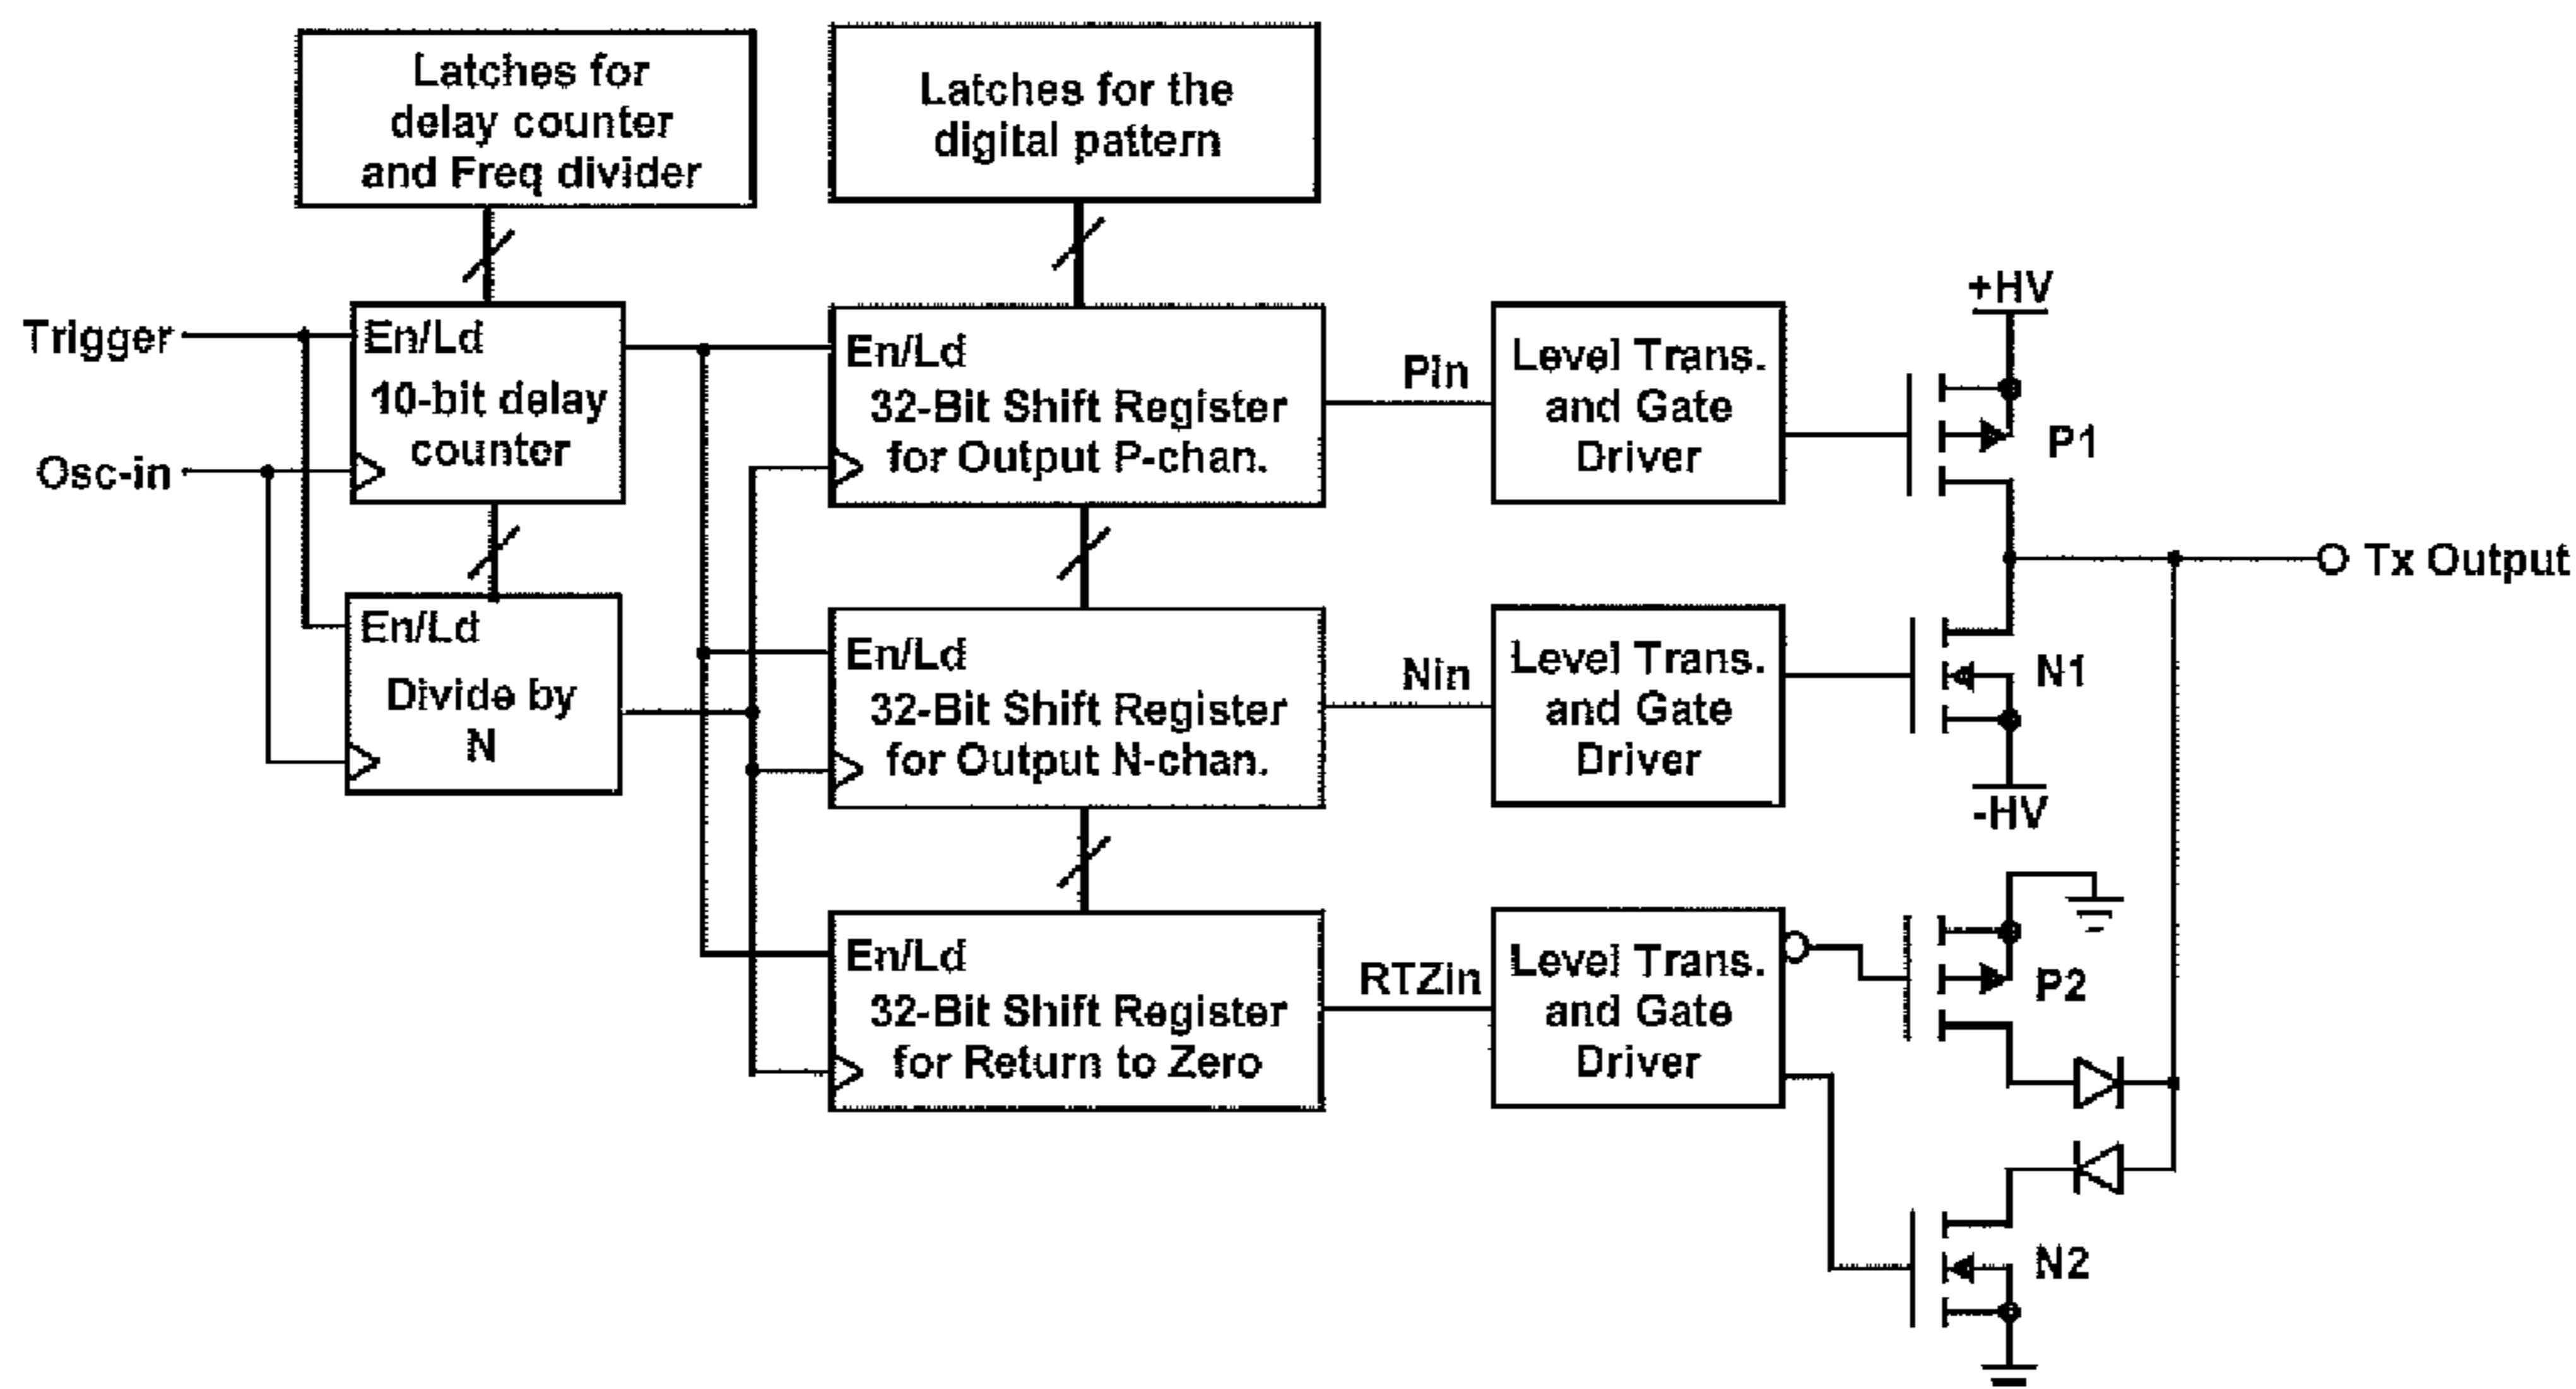 Latches for
delay counter
and Freq divider
Latches for the
digital pattern
Trigger
En/Ld
10-bit delay
counter
Osc-in
En/Ld
Divide by
N
En/Ld
32-Bit Shift Register
for Output P-chan.
Pin
Level Trans.
and Gate
Driver
+HV
P1
Tx Output
En/Ld
32-Bit Shift Register
for Output N-chan.
Nin
Level Trans.
and Gate
Driver
N1
-HV
En/Ld
32-Bit Shift Register
for Return to Zero
RTZin
Level Trans.
and Gate
Driver
P2
N2